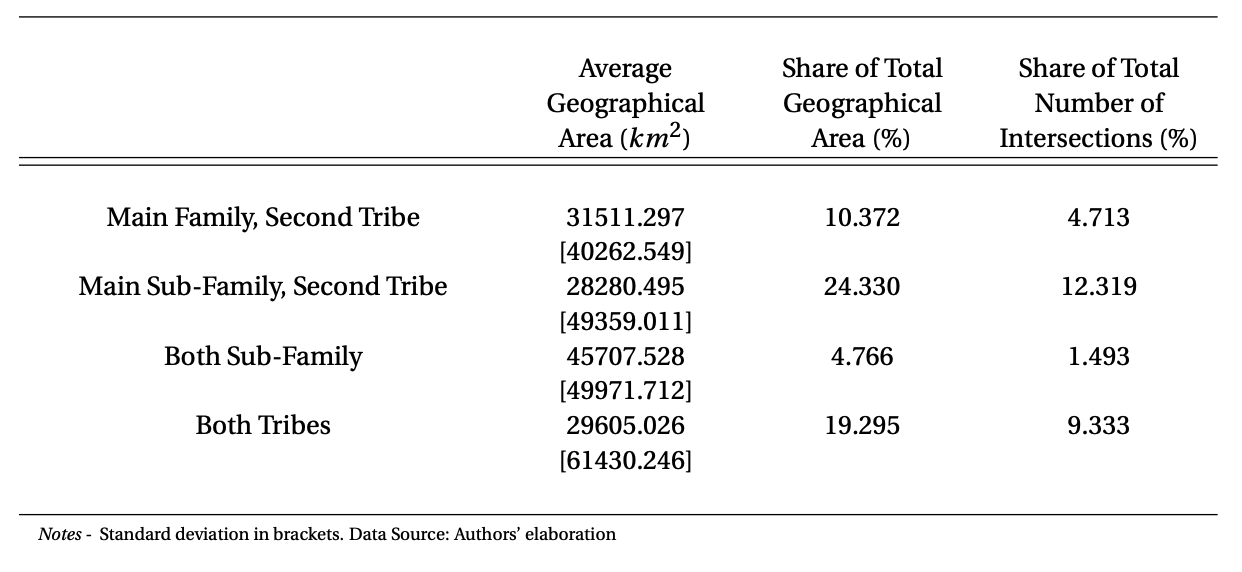 Average Geographical Area (km²) Share of Total Geographical Area (%) Share of Total Number of Intersections (%)
Main Family, Second Tribe 31511.297 10.372 4.713
[40262.549]
Main Sub-Family, Second Tribe 28280.495 24.330 12.319
[49359.011]
Both Sub-Family 45707.528 4.766 1.493
[49971.712]
Both Tribes 29605.026 19.295 9.333
[61430.246]
Notes - Standard deviation in brackets. Data Source: Authors' elaboration